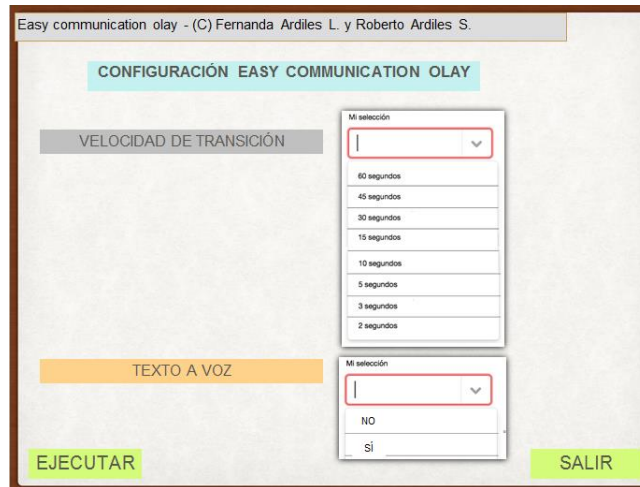 Easy communication olay - (C) Fernanda Ardiles L. y Roberto Ardiles S.
CONFIGURACIÓN EASY COMMUNICATION OLAY
VELOCIDAD DE TRANSICIÓN
Mi selección
60 segundos
45 segundos
30 segundos
15 segundos
10 segundos
5 segundos
3 segundos
2 segundos
TEXTO A VOZ
Mi selección
NO
SÌ
EJECUTAR
SALIR